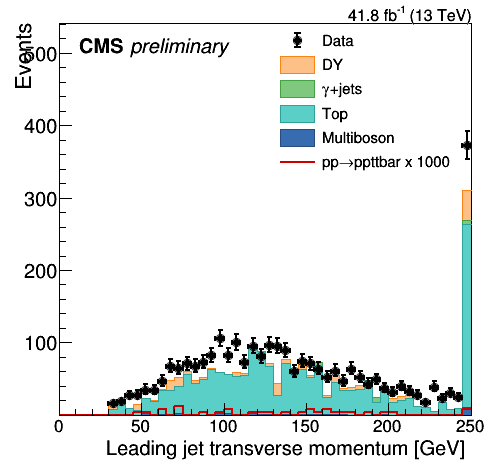 41.8 fb⁻¹ (13 TeV)
CMS preliminary
Data
DY
γ+jets
Top
Multiboson
pp→ppttbar x 1000
Events
500
400
300
200
100
0 50 100 150 200 250
Leading jet transverse momentum [GeV]